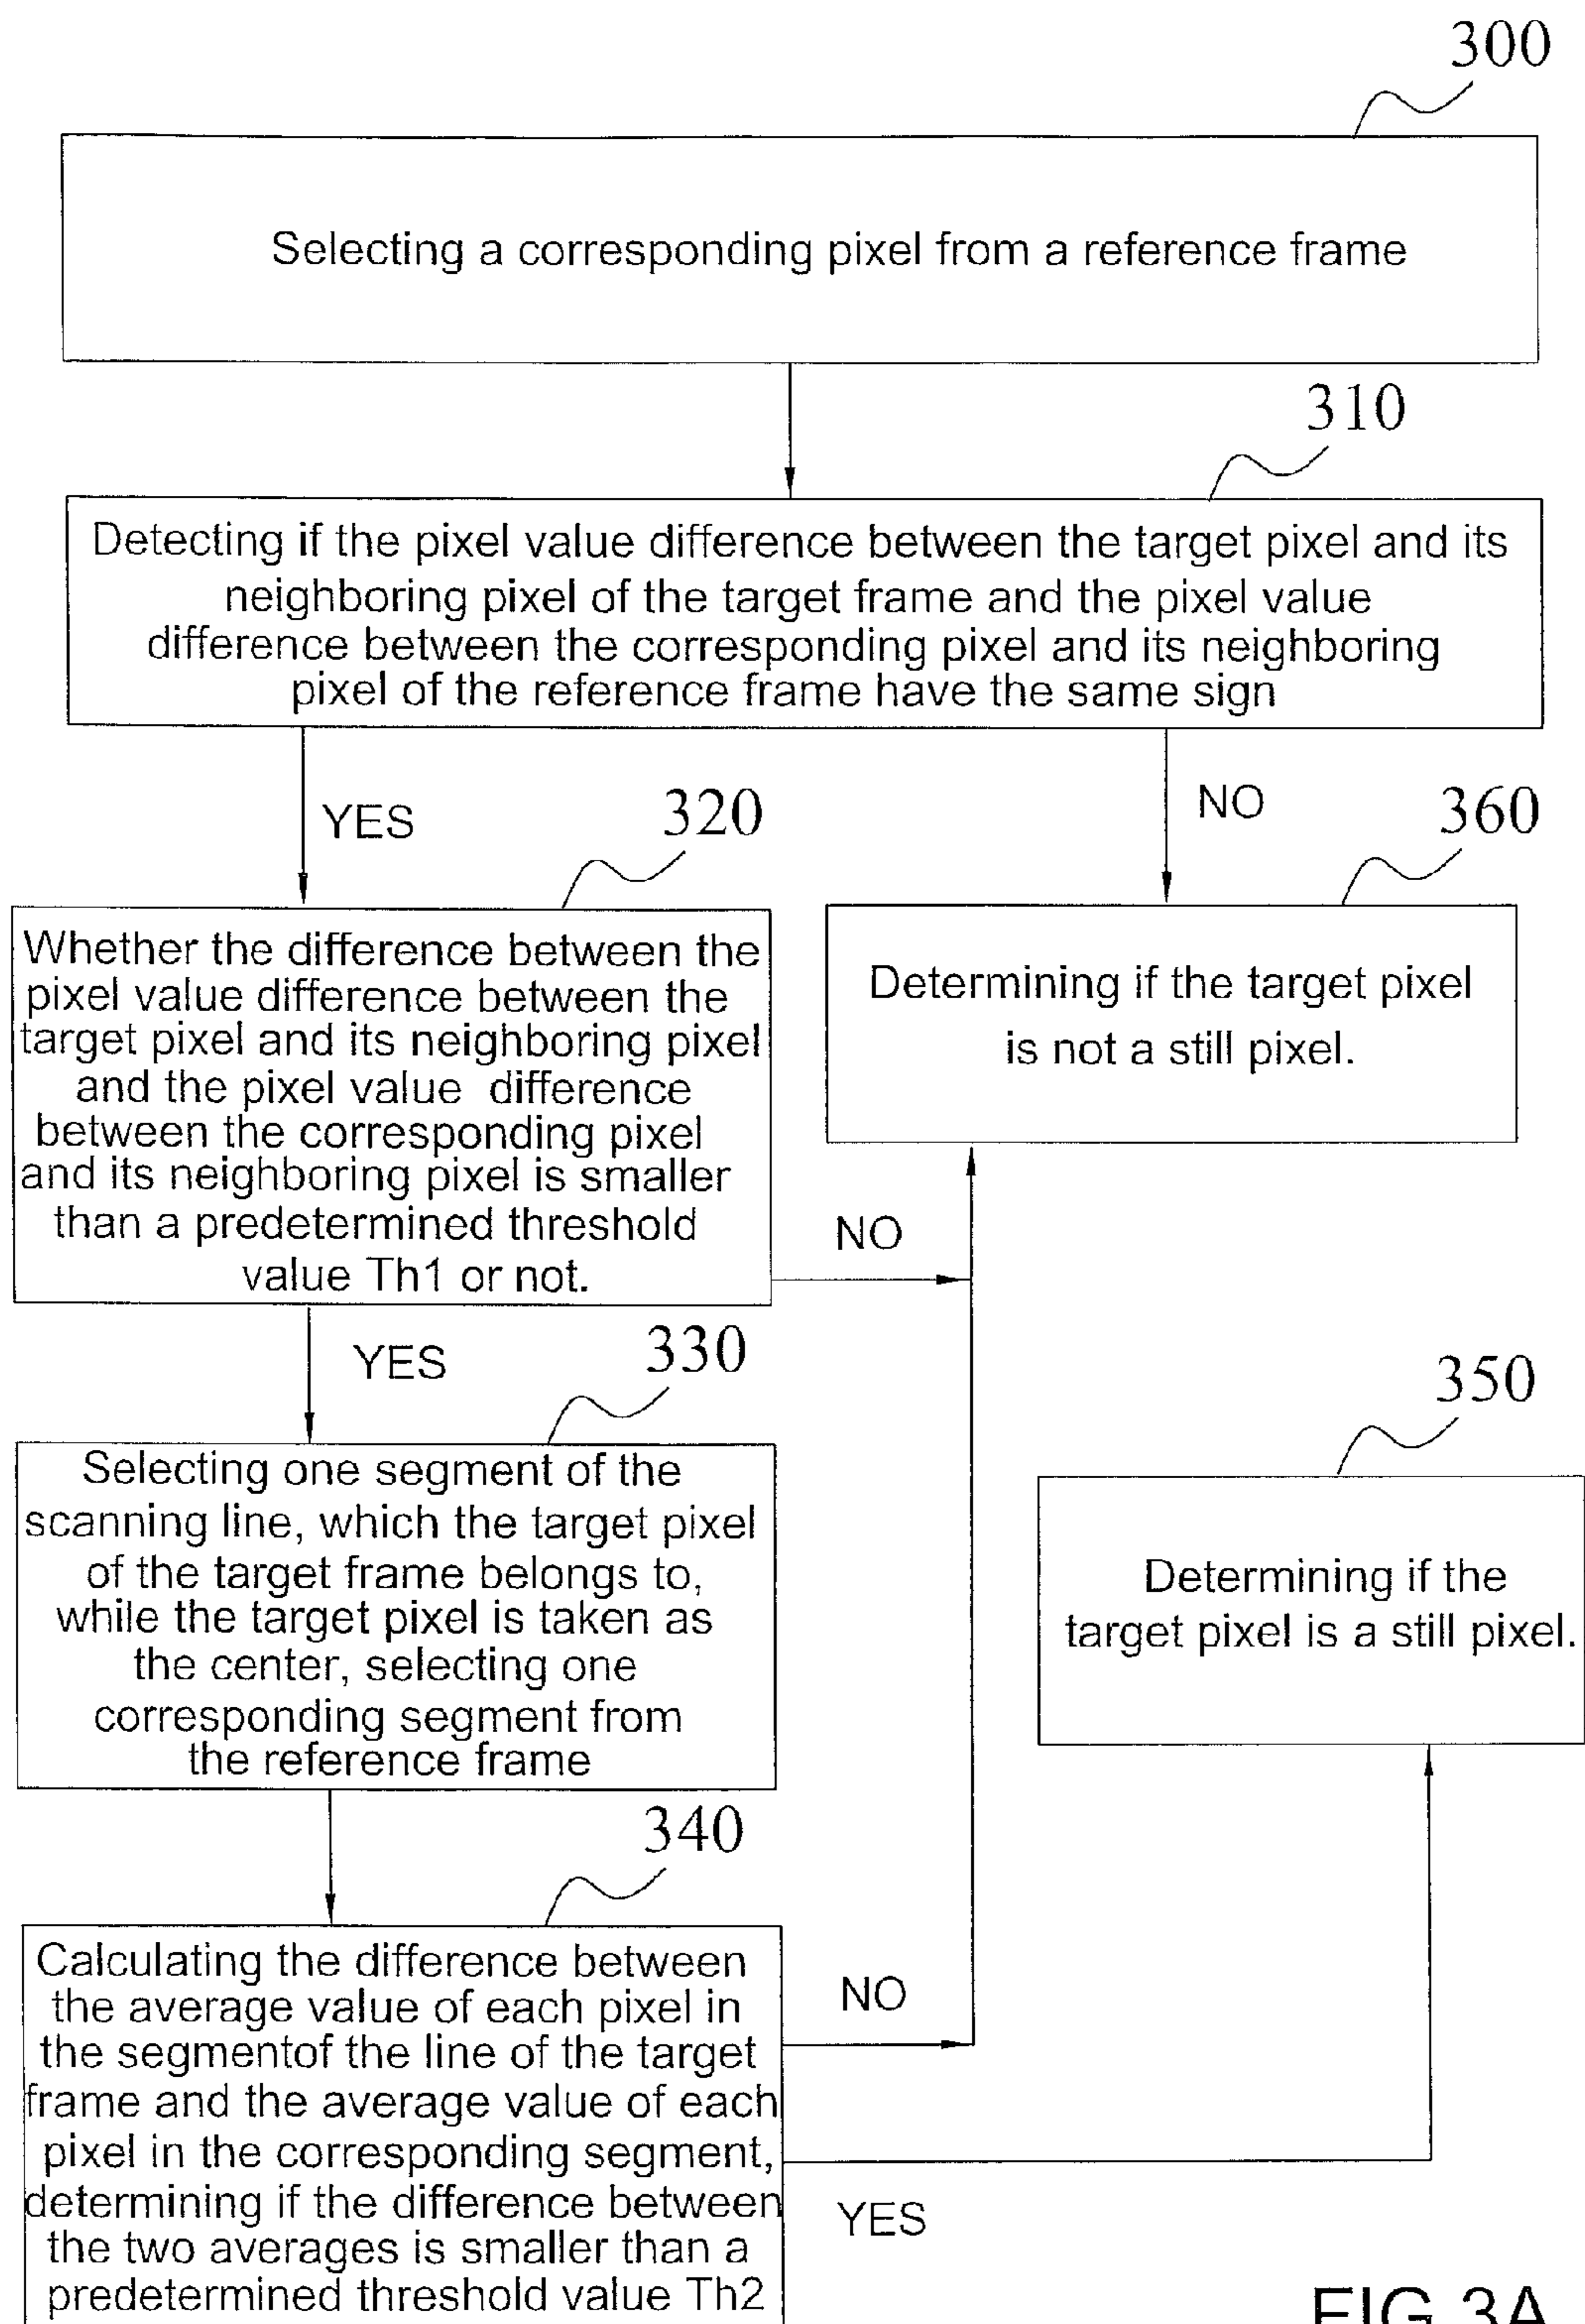 300
Selecting a corresponding pixel from a reference frame
310
Detecting if the pixel value difference between the target pixel and its
neighboring pixel of the target frame and the pixel value
difference between the corresponding pixel and its neighboring
pixel of the reference frame have the same sign
YES
320
NO
360
Whether the difference between the
pixel value difference between the
target pixel and its neighboring pixel
and the pixel value difference
between the corresponding pixel
and its neighboring pixel is smaller
than a predetermined threshold
value Th1 or not.
Determining if the target pixel
is not a still pixel.
NO
YES
330
350
Selecting one segment of the
scanning line, which the target pixel
of the target frame belongs to,
while the target pixel is taken as
the center, selecting one
corresponding segment from
the reference frame
Determining if the
target pixel is a still pixel.
340
Calculating the difference between
the average value of each pixel in
the segmentof the line of the target
frame and the average value of each
pixel in the corresponding segment,
determining if the difference between
the two averages is smaller than a
predetermined threshold value Th2
NO
YES
FIG.3A